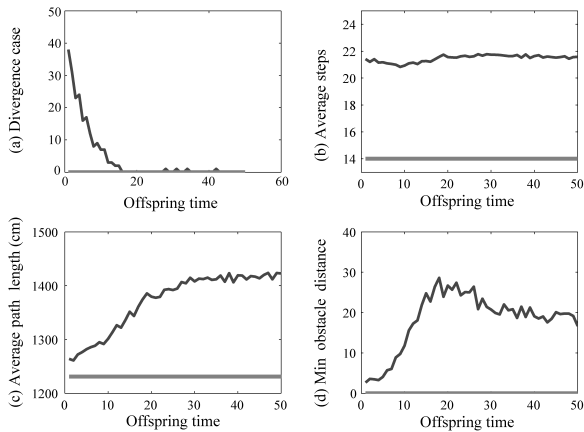 50
40
30
20
10
0
(a) Divergence case
0 20 40 60
Offspring time
26
24
22
20
18
16
14
(b) Average steps
0 10 20 30 40 50
Offspring time
1500
1400
1300
1200
(c) Average path length (cm)
0 10 20 30 40 50
Offspring time
40
30
20
10
0
(d) Min obstacle distance
0 10 20 30 40 50
Offspring time